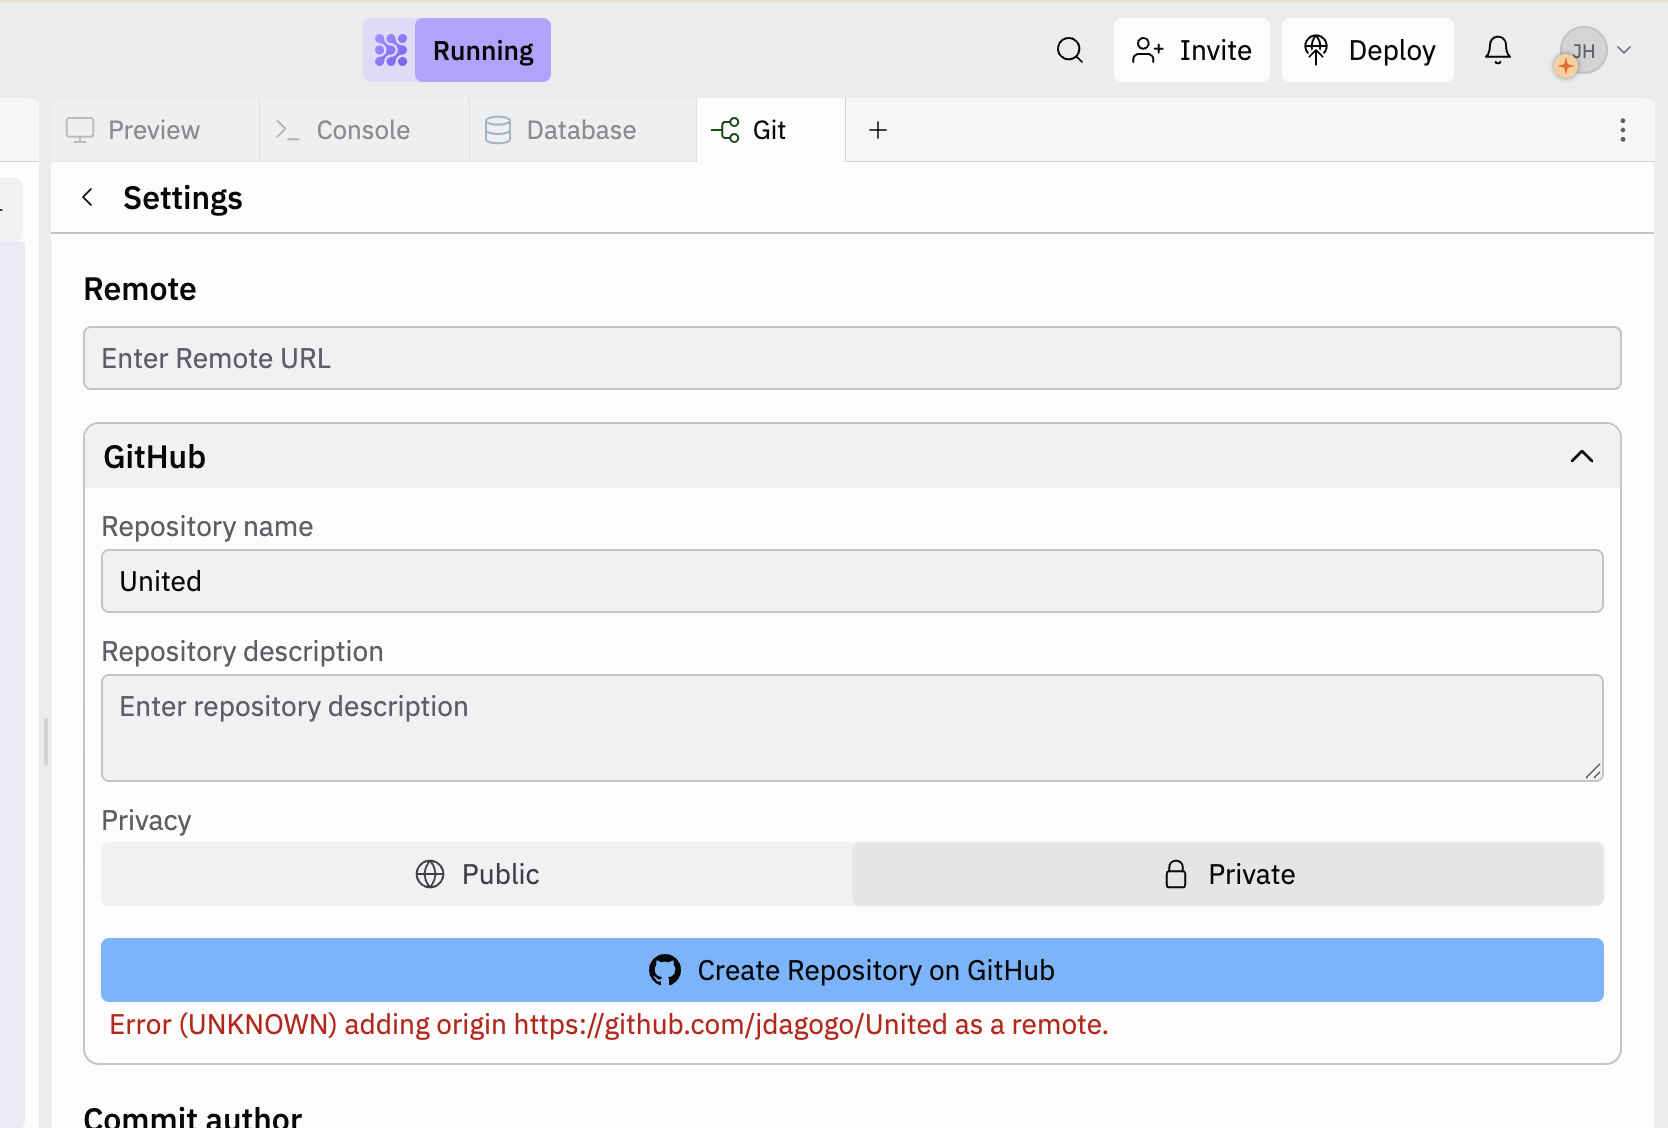 Running
Invite
Deploy
JH
Preview
Console
Database
Git
Settings
Remote
Enter Remote URL
GitHub
Repository name
United
Repository description
Enter repository description
Privacy
Public
Private
Create Repository on GitHub
Error (UNKNOWN) adding origin https://github.com/jdagogo/United as a remote.
Commit author